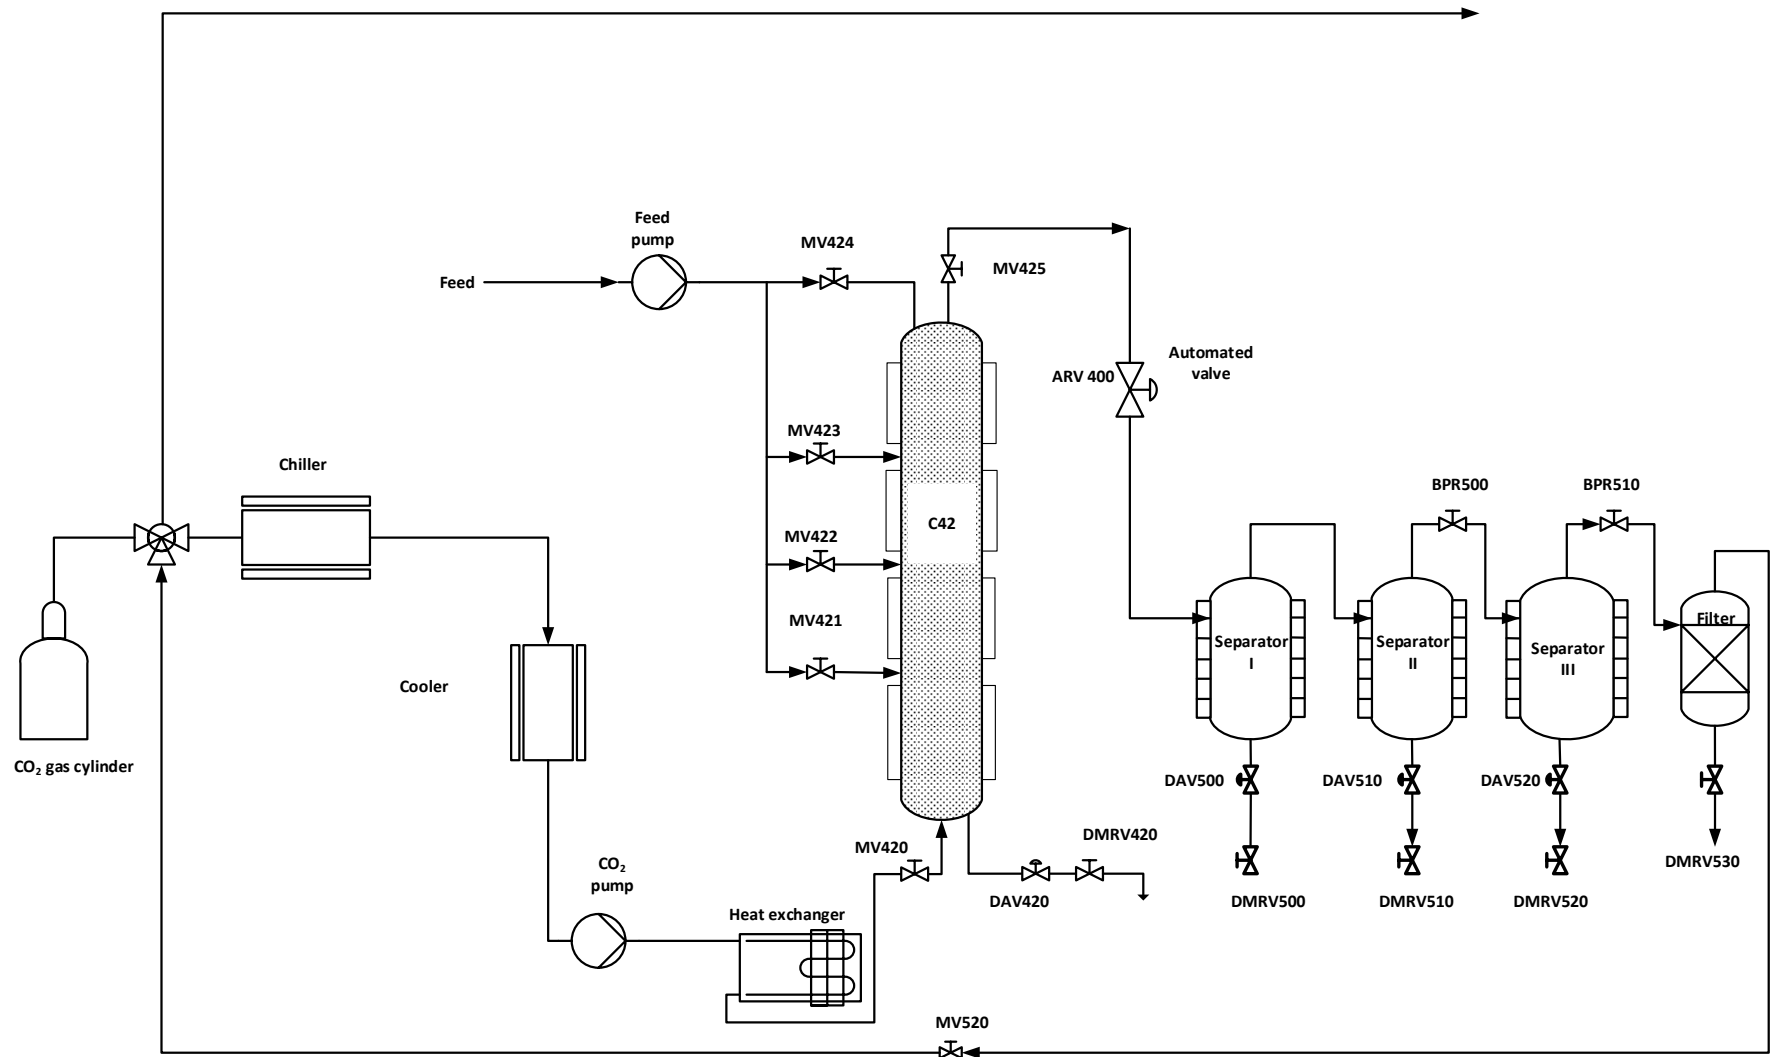 Feed
pump
MV424
MV425
Feed
Automated
valve
ARV 400
MV423
Chiller
BPR500
BPR510
C42
MV422
MV421
Filter
Separator
I
Separator
II
Separator
III
Cooler
CO₂ gas cylinder
DAV500
DAV510
DAV520
DMRV420
MV420
CO₂
pump
DMRV530
DAV420
DMRV500
DMRV510
DMRV520
Heat exchanger
MV520